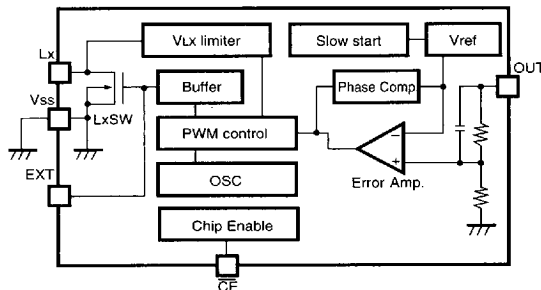 VLX limiter
Slow start
Vref
Lx
OUT
Buffer
Phase Comp
Vss
LxSW
PWM control
+
Error Amp.
EXT
OSC
Chip Enable
CE